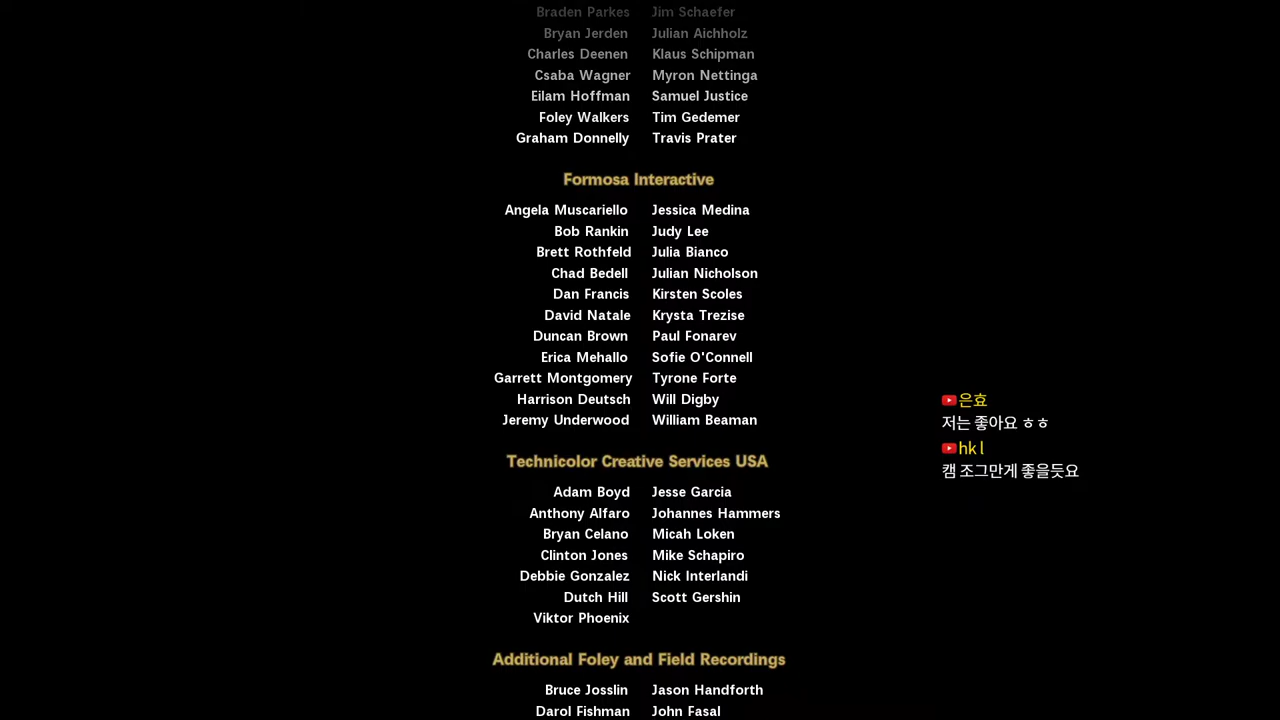 Braden Parkes Jim Schaefer
Bryan Jerden Julian Aichholz
Charles Deenen Klaus Schipman
Csaba Wagner Myron Nettinga
Eilam Hoffman Samuel Justice
Foley Walkers Tim Gedemer
Graham Donnelly Travis Prater
Formosa Interactive
Angela Muscariello Jessica Medina
Bob Rankin Judy Lee
Brett Rothfeld Julia Bianco
Chad Bedell Julian Nicholson
Dan Francis Kirsten Scoles
David Natale Krysta Trezise
Duncan Brown Paul Fonarev
Erica Mehallo Sofie O'Connell
Garrett Montgomery Tyrone Forte
Harrison Deutsch Will Digby
Jeremy Underwood William Beaman
Technicolor Creative Services USA
Adam Boyd Jesse Garcia
Anthony Alfaro Johannes Hammers
Bryan Celano Micah Loken
Clinton Jones Mike Schapiro
Debbie Gonzalez Nick Interlandi
Dutch Hill Scott Gershin
Viktor Phoenix
Additional Foley and Field Recordings
Bruce Josslin Jason Handforth
Darol Fishman John Fasal
은효
저는 좋아요 ㅎㅎ
hk l
캠 조그만게 좋을듯요